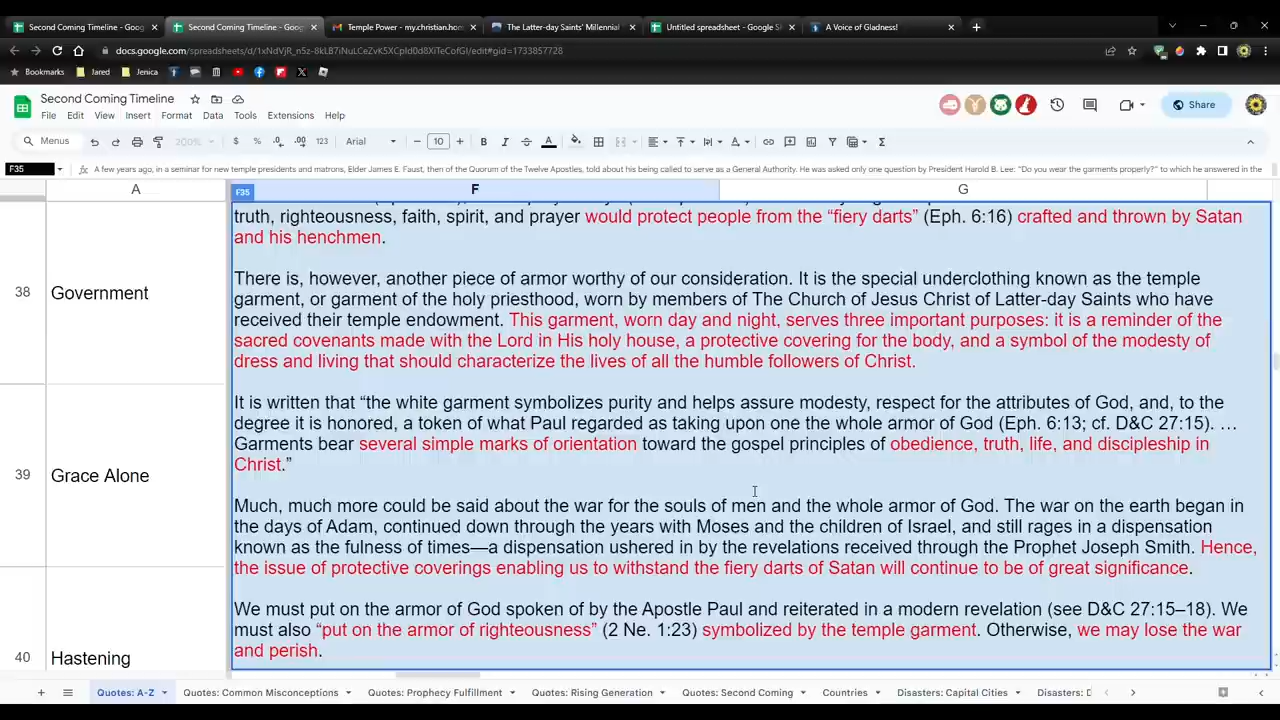 Second Coming Timeline - Goog
Second Coming Timeline - Goog
Temple Power - my.christian.hom
The Latter-day Saints' Millennial
Untitled spreadsheet - Google Sh
A Voice of Gladness!
Bookmarks Jared Jenica
Second Coming Timeline
File Edit View Insert Format Data Tools Extensions Help
Share
Menus 200% $ % .0 .00 123 Arial 10 B I A Σ
F35 fx A few years ago, in a seminar for new temple presidents and matrons, Elder James E. Faust, then of the Quorum of the Twelve Apostles, told about his being called to serve as a General Authority. He was asked only one question by President Harold B. Lee: “Do you wear the garments properly?” to which he answered in the
A F35 F G
truth, righteousness, faith, spirit, and prayer would protect people from the “fiery darts” (Eph. 6:16) crafted and thrown by Satan
and his henchmen.
There is, however, another piece of armor worthy of our consideration. It is the special underclothing known as the temple
38 Government
garment, or garment of the holy priesthood, worn by members of The Church of Jesus Christ of Latter-day Saints who have
received their temple endowment. This garment, worn day and night, serves three important purposes: it is a reminder of the
sacred covenants made with the Lord in His holy house, a protective covering for the body, and a symbol of the modesty of
dress and living that should characterize the lives of all the humble followers of Christ.
It is written that “the white garment symbolizes purity and helps assure modesty, respect for the attributes of God, and, to the
degree it is honored, a token of what Paul regarded as taking upon one the whole armor of God (Eph. 6:13; cf. D&C 27:15). …
Garments bear several simple marks of orientation toward the gospel principles of obedience, truth, life, and discipleship in
Christ.”
39 Grace Alone
Much, much more could be said about the war for the souls of men and the whole armor of God. The war on the earth began in
the days of Adam, continued down through the years with Moses and the children of Israel, and still rages in a dispensation
known as the fulness of times—a dispensation ushered in by the revelations received through the Prophet Joseph Smith. Hence,
the issue of protective coverings enabling us to withstand the fiery darts of Satan will continue to be of great significance.
We must put on the armor of God spoken of by the Apostle Paul and reiterated in a modern revelation (see D&C 27:15–18). We
must also “put on the armor of righteousness” (2 Ne. 1:23) symbolized by the temple garment. Otherwise, we may lose the war
and perish.
40 Hastening
Quotes: A-Z Quotes: Common Misconceptions Quotes: Prophecy Fulfillment Quotes: Rising Generation Quotes: Second Coming Countries Disasters: Capital Cities Disasters: D